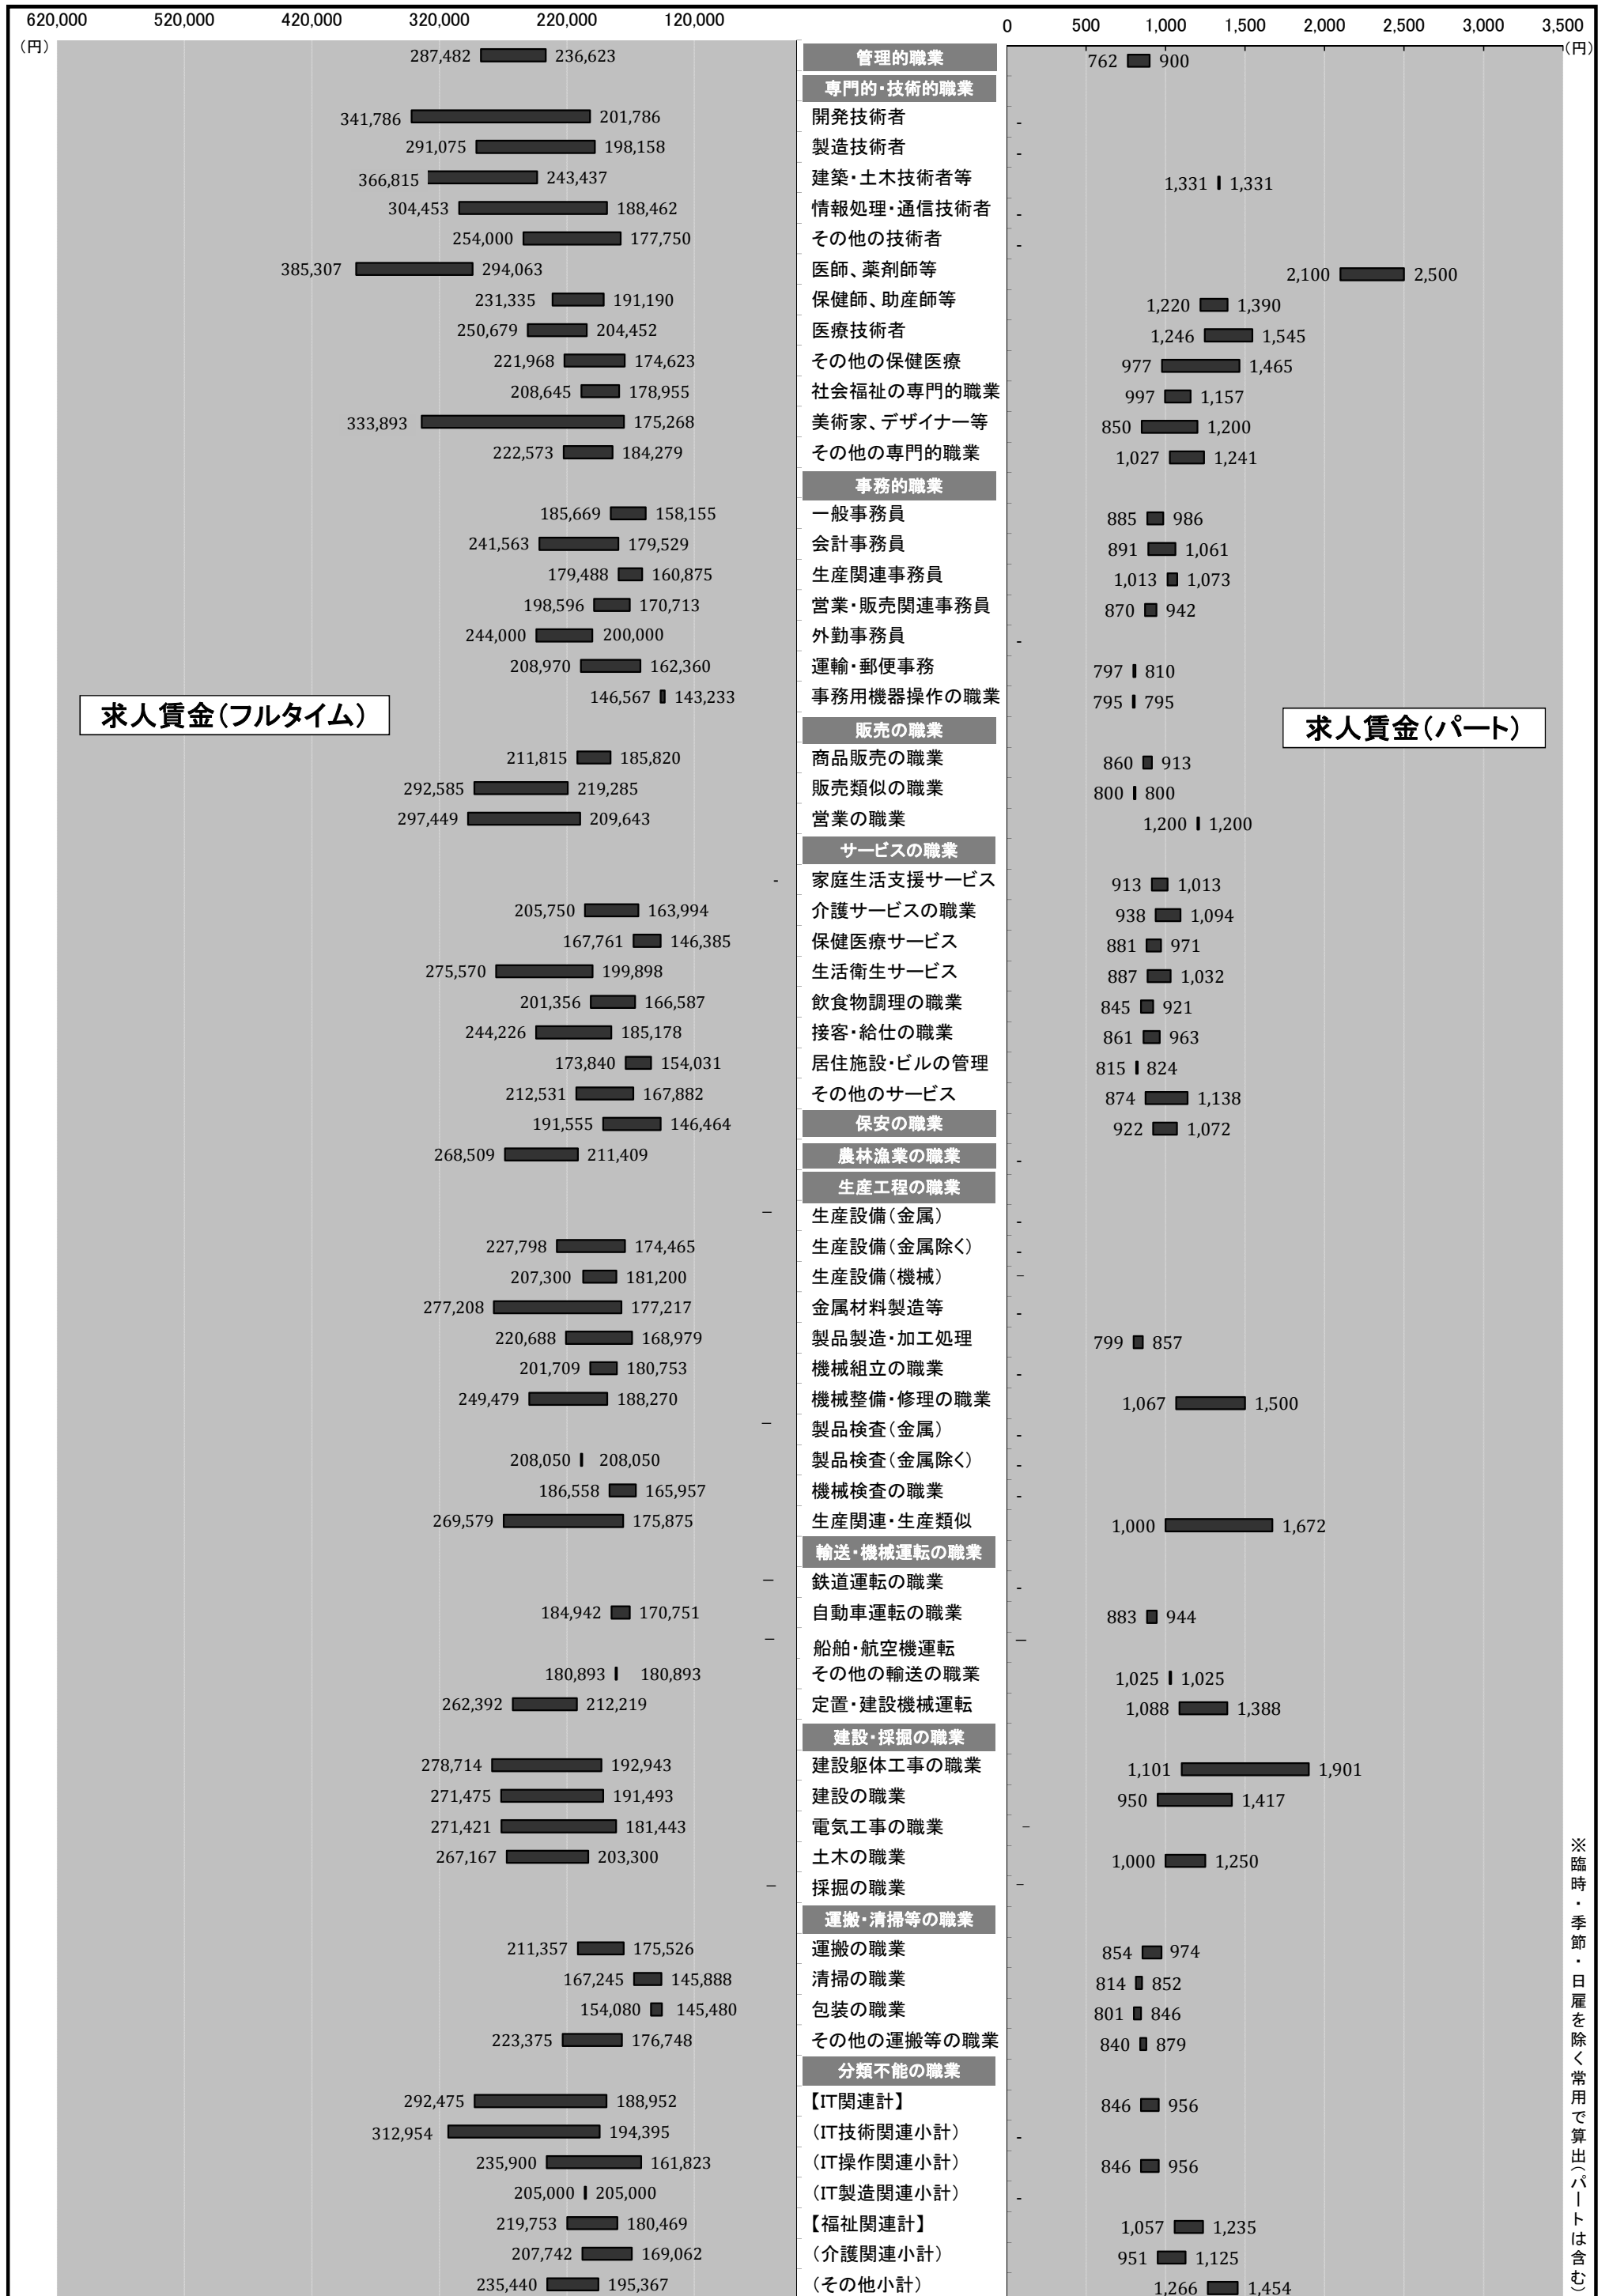 620,000 520,000 420,000 320,000 220,000 120,000 0 500 1,000 1,500 2,000 2,500 3,000 3,500
（円） （円）
287,482 236,623 管理的職業 762 900
専門的・技術的職業
341,786 201,786 開発技術者 -
291,075 198,158 製造技術者 -
366,815 243,437 建築・土木技術者等 1,331 1,331
304,453 188,462 情報処理・通信技術者 -
254,000 177,750 その他の技術者 -
385,307 294,063 医師、薬剤師等 2,100 2,500
231,335 191,190 保健師、助産師等 1,220 1,390
250,679 204,452 医療技術者 1,246 1,545
221,968 174,623 その他の保健医療 977 1,465
208,645 178,955 社会福祉の専門的職業 997 1,157
333,893 175,268 美術家、デザイナー等 850 1,200
222,573 184,279 その他の専門的職業 1,027 1,241
事務的職業
185,669 158,155 一般事務員 885 986
241,563 179,529 会計事務員 891 1,061
179,488 160,875 生産関連事務員 1,013 1,073
198,596 170,713 営業・販売関連事務員 870 942
244,000 200,000 外勤事務員 -
208,970 162,360 運輸・郵便事務 797 810
146,567 143,233 事務用機器操作の職業 795 795
求人賃金（フルタイム） 求人賃金（パート）
販売の職業
211,815 185,820 商品販売の職業 860 913
292,585 219,285 販売類似の職業 800 800
297,449 209,643 営業の職業 1,200 1,200
サービスの職業
- 家庭生活支援サービス 913 1,013
205,750 163,994 介護サービスの職業 938 1,094
167,761 146,385 保健医療サービス 881 971
275,570 199,898 生活衛生サービス 887 1,032
201,356 166,587 飲食物調理の職業 845 921
244,226 185,178 接客・給仕の職業 861 963
173,840 154,031 居住施設・ビルの管理 815 824
212,531 167,882 その他のサービス 874 1,138
191,555 146,464 保安の職業 922 1,072
268,509 211,409 農林漁業の職業 -
生産工程の職業
- 生産設備（金属） -
227,798 174,465 生産設備（金属除く） -
207,300 181,200 生産設備（機械） -
277,208 177,217 金属材料製造等 -
220,688 168,979 製品製造・加工処理 799 857
201,709 180,753 機械組立の職業 -
249,479 188,270 機械整備・修理の職業 1,067 1,500
- 製品検査（金属） -
208,050 208,050 製品検査（金属除く） -
186,558 165,957 機械検査の職業 -
269,579 175,875 生産関連・生産類似 1,000 1,672
輸送・機械運転の職業
- 鉄道運転の職業 -
184,942 170,751 自動車運転の職業 883 944
- 船舶・航空機運転 -
180,893 180,893 その他の輸送の職業 1,025 1,025
262,392 212,219 定置・建設機械運転 1,088 1,388
建設・採掘の職業
278,714 192,943 建設躯体工事の職業 1,101 1,901
271,475 191,493 建設の職業 950 1,417
271,421 181,443 電気工事の職業 -
267,167 203,300 土木の職業 1,000 1,250
- 採掘の職業 -
運搬・清掃等の職業
211,357 175,526 運搬の職業 854 974
167,245 145,888 清掃の職業 814 852
154,080 145,480 包装の職業 801 846
223,375 176,748 その他の運搬等の職業 840 879
分類不能の職業
292,475 188,952 【IT関連計】 846 956
312,954 194,395 （IT技術関連小計） -
235,900 161,823 （IT操作関連小計） 846 956
205,000 205,000 （IT製造関連小計） -
219,753 180,469 【福祉関連計】 1,057 1,235
207,742 169,062 （介護関連小計） 951 1,125
235,440 195,367 （その他小計） 1,266 1,454
※臨時・季節・日雇を除く常用で算出（パートは含む）